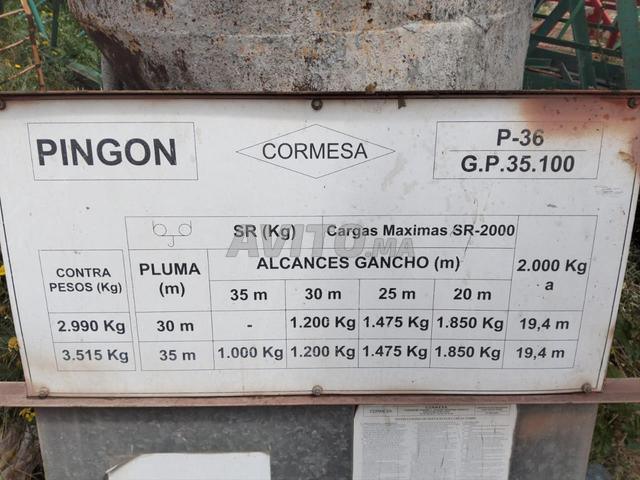 PINGON
CORMESA
P-36
G.P.35.100
bjd SR (Kg) Cargas Maximas SR-2000
AVITO.MA
CONTRA PESOS (Kg) PLUMA (m) ALCANCES GANCHO (m) 2.000 Kg a
35 m 30 m 25 m 20 m
2.990 Kg 30 m - 1.200 Kg 1.475 Kg 1.850 Kg 19,4 m
3.515 Kg 35 m 1.000 Kg 1.200 Kg 1.475 Kg 1.850 Kg 19,4 m
CORMESA